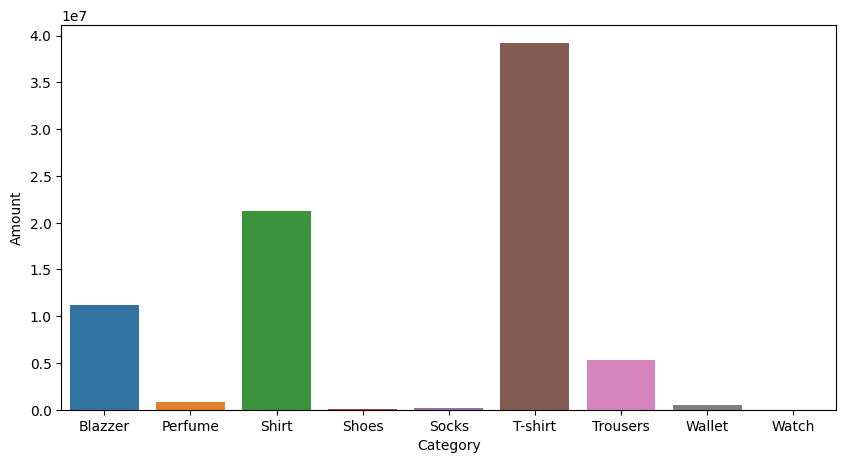 1e7
4.0
3.5
3.0
2.5
2.0
1.5
1.0
0.5
0.0
Amount
Blazzer Perfume Shirt Shoes Socks T-shirt Trousers Wallet Watch
Category